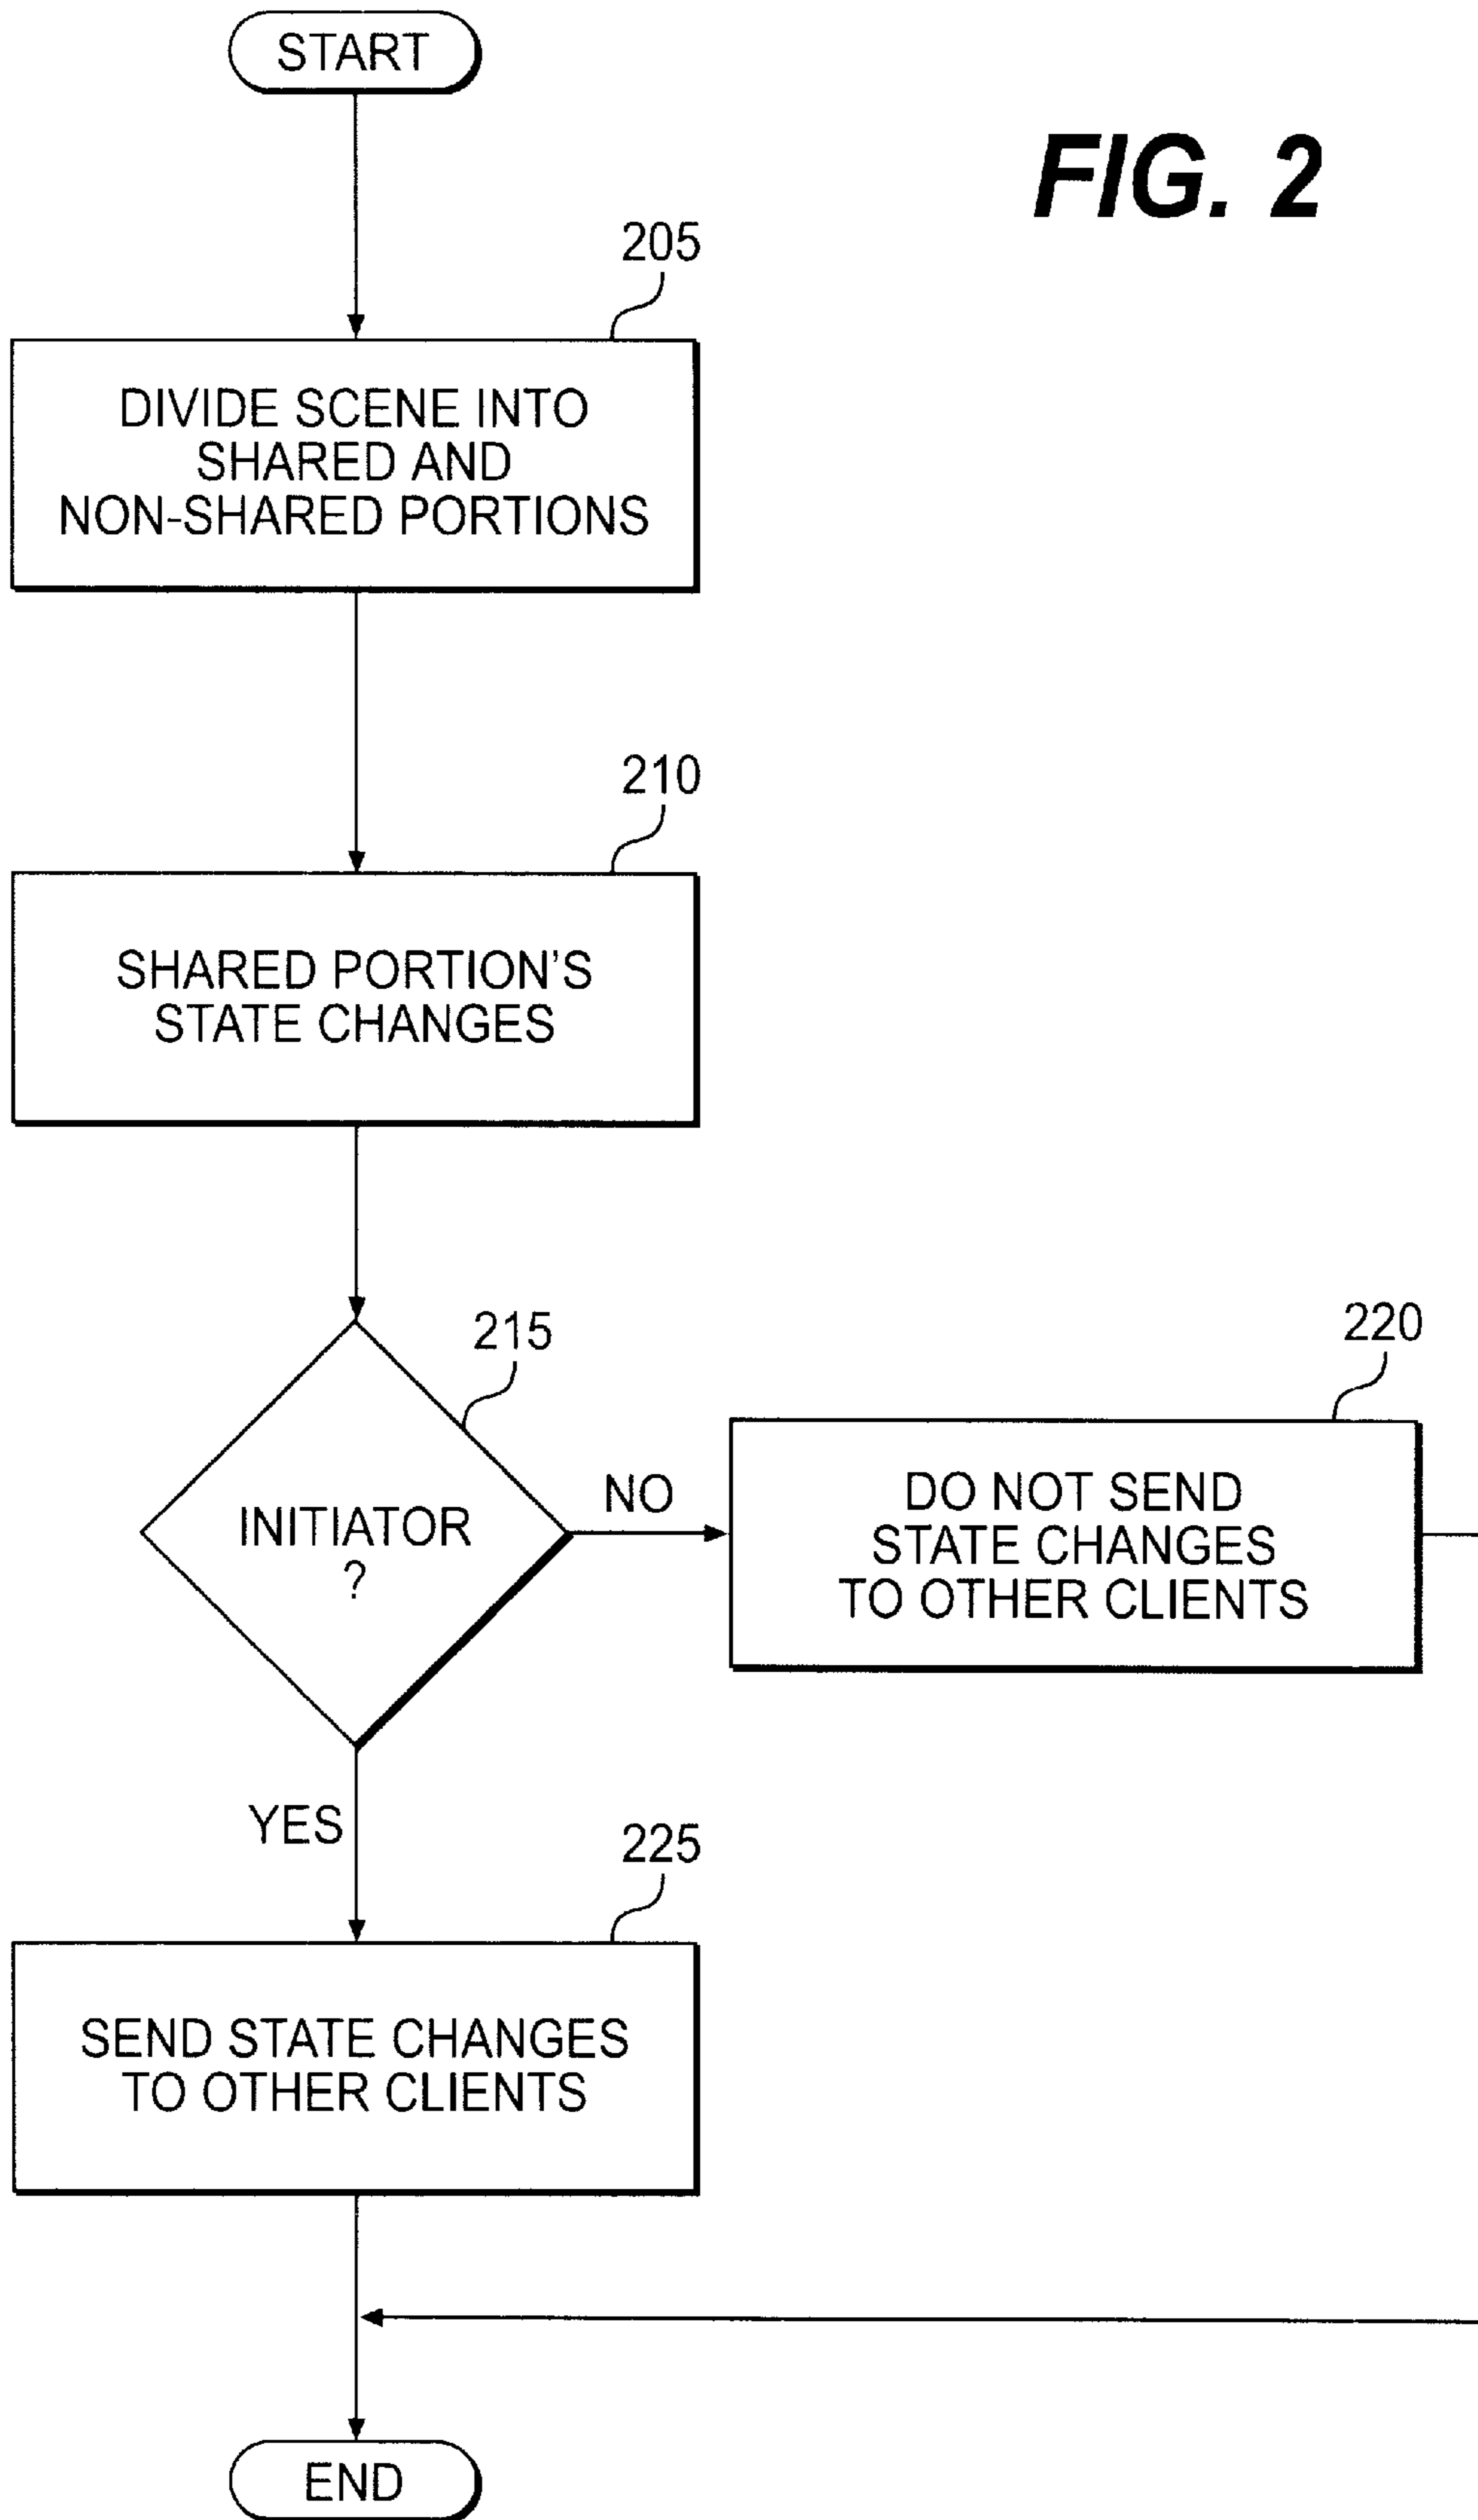 START
FIG. 2
205
DIVIDE SCENE INTO
SHARED AND
NON-SHARED PORTIONS
210
SHARED PORTION'S
STATE CHANGES
215
INITIATOR
?
NO
220
DO NOT SEND
STATE CHANGES
TO OTHER CLIENTS
YES
225
SEND STATE CHANGES
TO OTHER CLIENTS
END